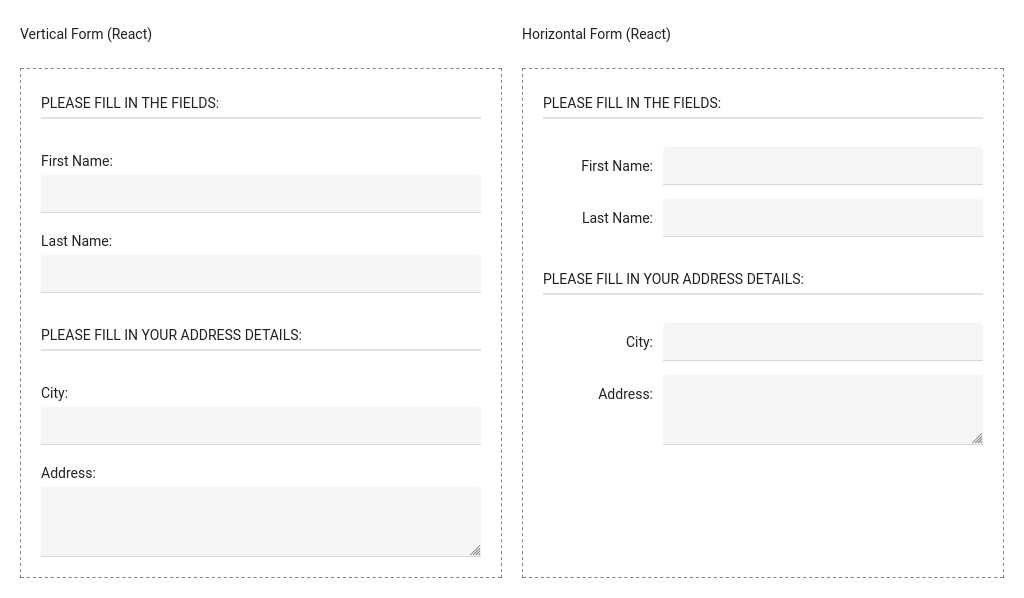 Vertical Form (React)
PLEASE FILL IN THE FIELDS:
First Name:
Last Name:
PLEASE FILL IN YOUR ADDRESS DETAILS:
City:
Address:
Horizontal Form (React)
PLEASE FILL IN THE FIELDS:
First Name:
Last Name:
PLEASE FILL IN YOUR ADDRESS DETAILS:
City:
Address: